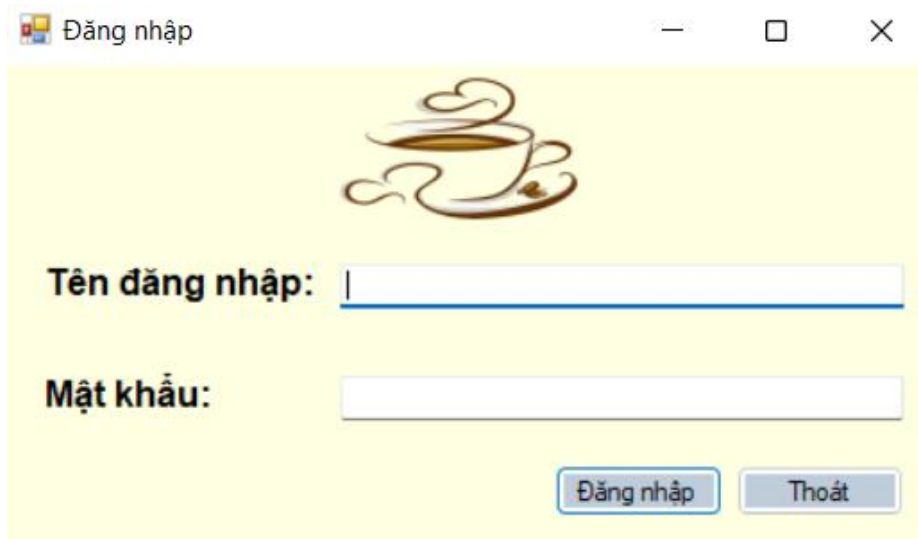 Đăng nhập
Tên đăng nhập:
Mật khẩu:
Đăng nhập Thoát